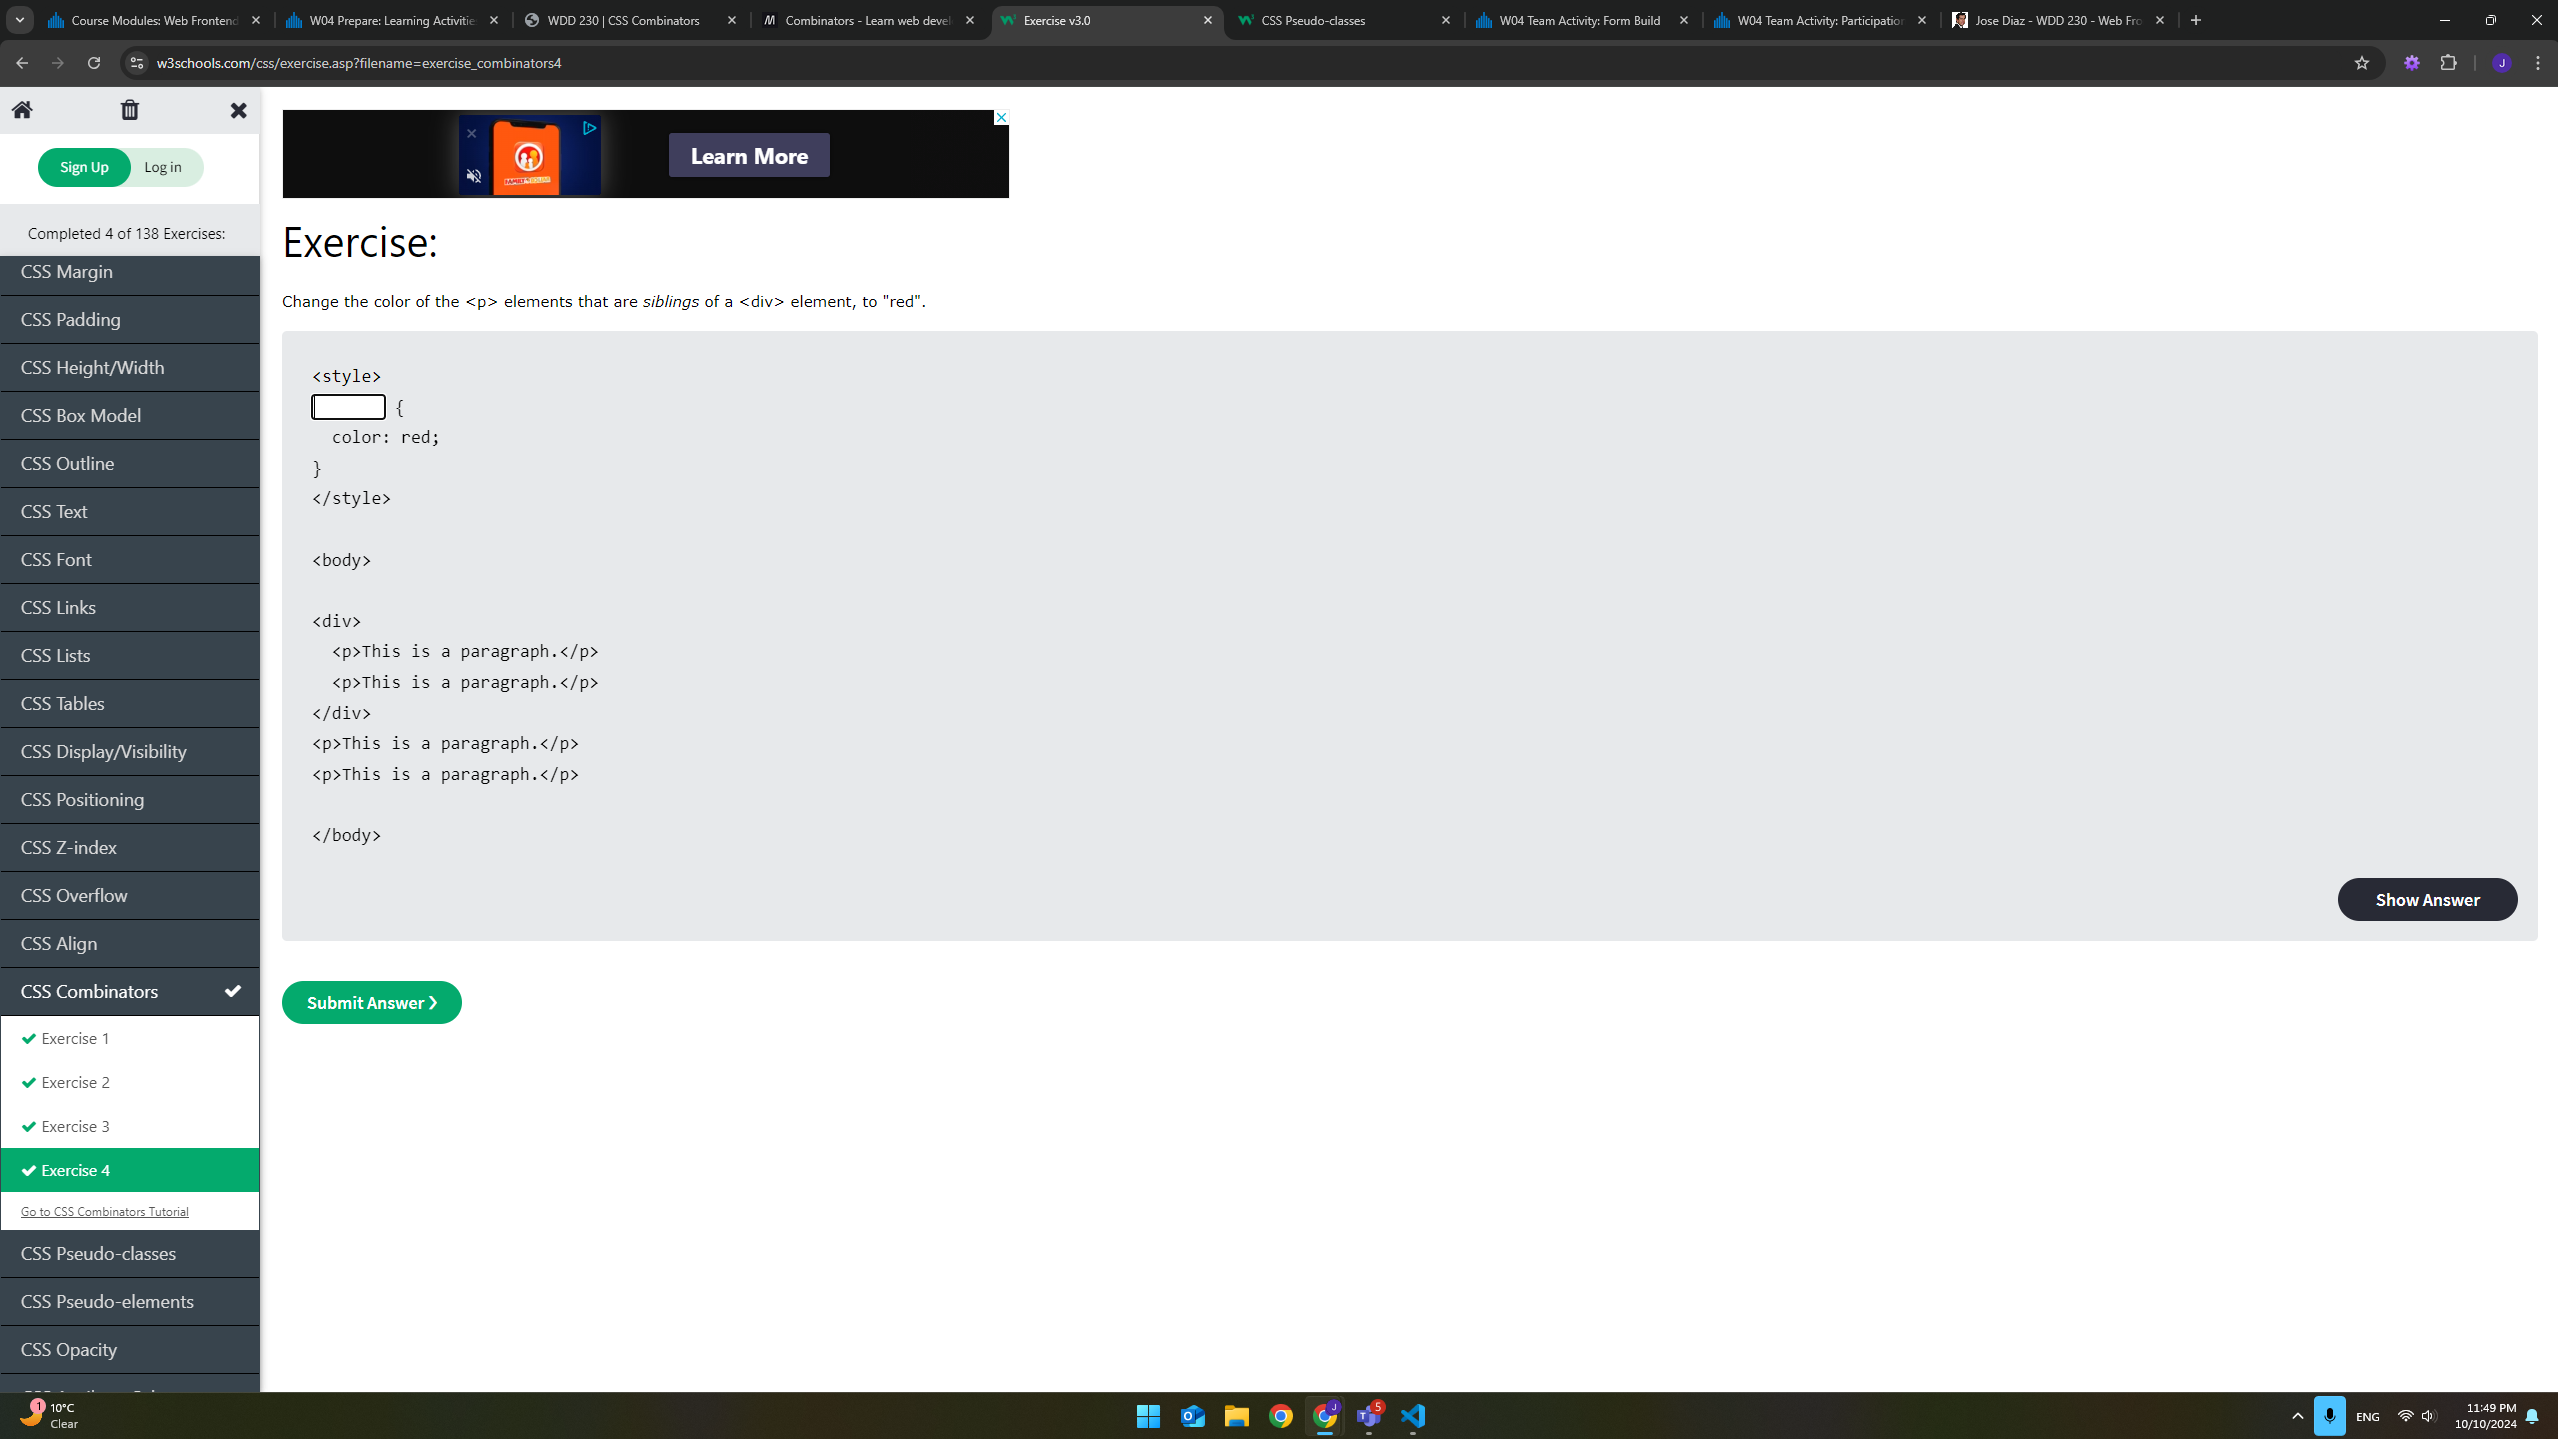 Course Modules: Web Frontend
W04 Prepare: Learning Activitie
WDD 230 | CSS Combinators
Combinators - Learn web devel
Exercise v3.0
CSS Pseudo-classes
W04 Team Activity: Form Build
W04 Team Activity: Participation
Jose Diaz - WDD 230 - Web Fro
w3schools.com/css/exercise.asp?filename=exercise_combinators4
J
Sign Up
Log in
Completed 4 of 138 Exercises:
CSS Margin
CSS Padding
CSS Height/Width
CSS Box Model
CSS Outline
CSS Text
CSS Font
CSS Links
CSS Lists
CSS Tables
CSS Display/Visibility
CSS Positioning
CSS Z-index
CSS Overflow
CSS Align
CSS Combinators
Exercise 1
Exercise 2
Exercise 3
Exercise 4
Go to CSS Combinators Tutorial
CSS Pseudo-classes
CSS Pseudo-elements
CSS Opacity
Learn More
Exercise:
Change the color of the <p> elements that are siblings of a <div> element, to "red".
<style>
{
color: red;
}
</style>
<body>
<div>
<p>This is a paragraph.</p>
<p>This is a paragraph.</p>
</div>
<p>This is a paragraph.</p>
<p>This is a paragraph.</p>
</body>
Show Answer
Submit Answer ❯
1
10°C
Clear
J
5
ENG
11:49 PM
10/10/2024